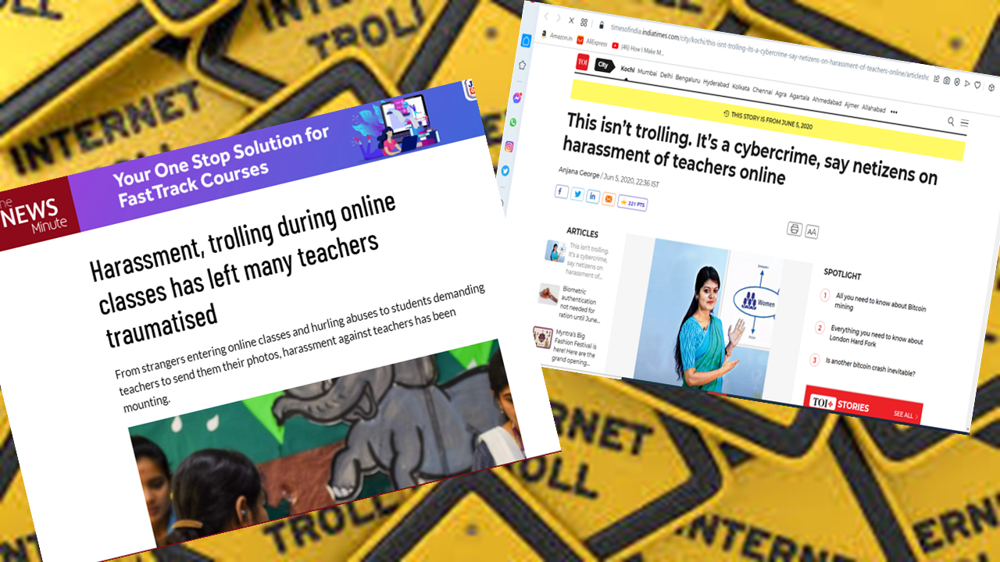 INTERNET
TROLL
INTERNET
The
NEWS
Minute
Your One Stop Solution for
FastTrack Courses
Harassment, trolling during online
classes has left many teachers
traumatised
From strangers entering online classes and hurling abuses to students demanding
teachers to send them their photos, harassment against teachers has been
mounting.
timesofindia.indiatimes.com/city/kochi/this-isnt-trolling-its-a-cybercrime-say-netizens-on-harassment-of-teachers-online/articlesho
Amazon.in AliExpress (46) How I Make M...
TOI City Kochi Mumbai Delhi Bengaluru Hyderabad Kolkata Chennai Agra Agartala Ahmedabad Ajmer Allahabad •••
THIS STORY IS FROM JUNE 5, 2020
This isn't trolling. It's a cybercrime, say netizens on
harassment of teachers online
Anjana George / Jun 5, 2020, 22:36 IST
221 PTS
AA
ARTICLES
This isn't trolling.
It's a cybercrime,
say netizens on
harassment of...
Biometric
authentication
not needed for
ration until June...
Myntra's Big
Fashion Festival is
here! Here are the
grand opening...
Women
SPOTLIGHT
1 All you need to know about Bitcoin
mining
2 Everything you need to know about
London Hard Fork
3 Is another bitcoin crash inevitable?
TOI+ STORIES
SEE ALL >
RNET
OLL
TROLL
INTERNET
INTERN
ERN
NT